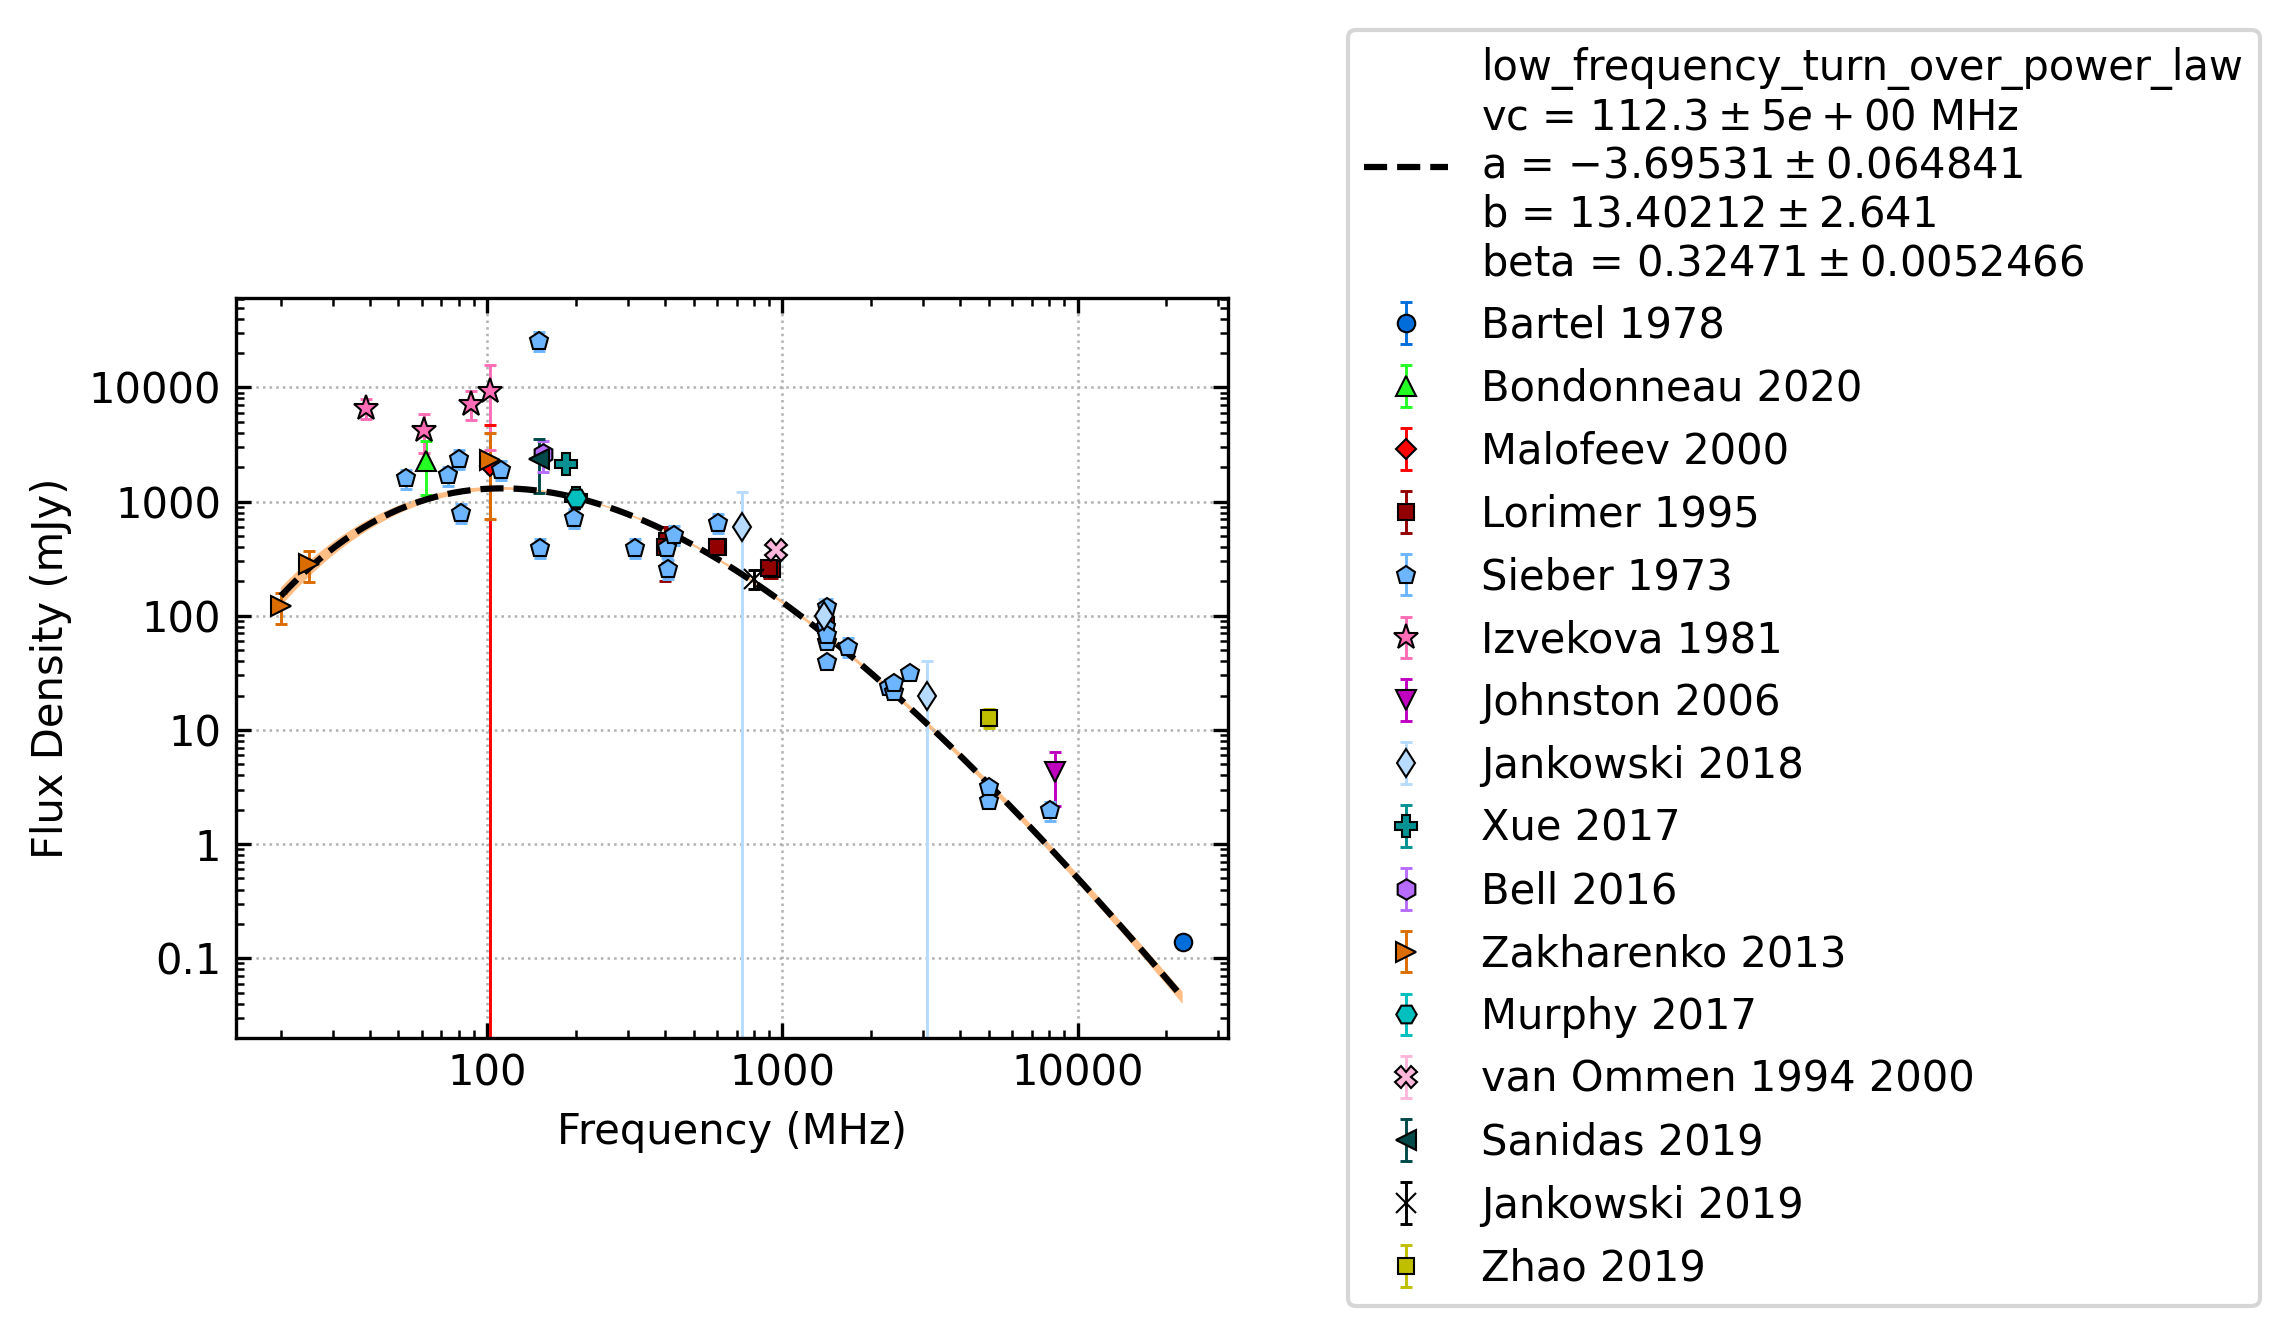 low_frequency_turn_over_power_law
vc = 112.3 ± 5e + 00 MHz
a = −3.69531 ± 0.064841
b = 13.40212 ± 2.641
beta = 0.32471 ± 0.0052466
Bartel 1978
Bondonneau 2020
Malofeev 2000
Lorimer 1995
Sieber 1973
Izvekova 1981
Johnston 2006
Jankowski 2018
Xue 2017
Bell 2016
Zakharenko 2013
Murphy 2017
van Ommen 1994 2000
Sanidas 2019
Jankowski 2019
Zhao 2019
Flux Density (mJy)
10000
1000
100
10
1
0.1
100 1000 10000
Frequency (MHz)